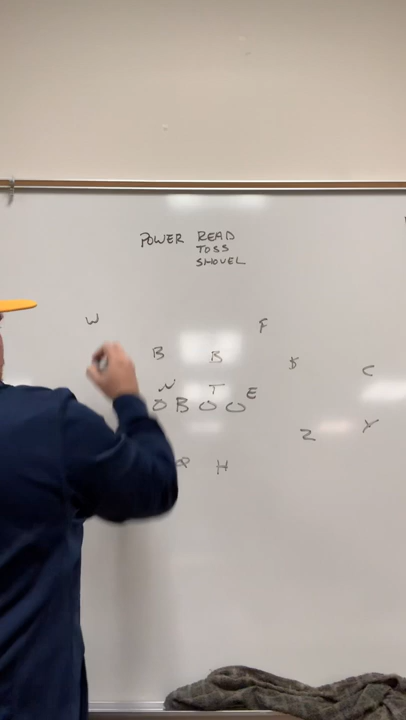 POWER READ
TOSS
SHOVEL
W F
B B $ C
N T E
O B O O
Z Y
H